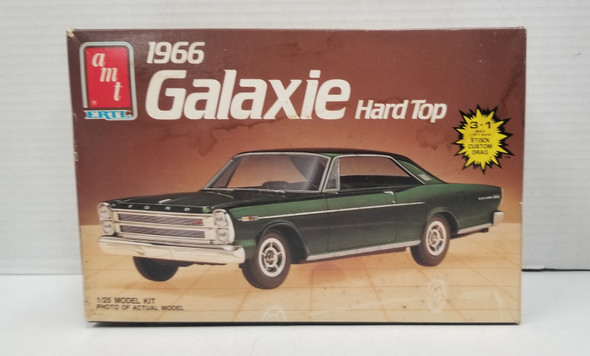 amt
ERTL
1966
Galaxie Hard Top
3 in 1
STOCK
CUSTOM
DRAG
FORD
1/25 MODEL KIT
PHOTO OF ACTUAL MODEL